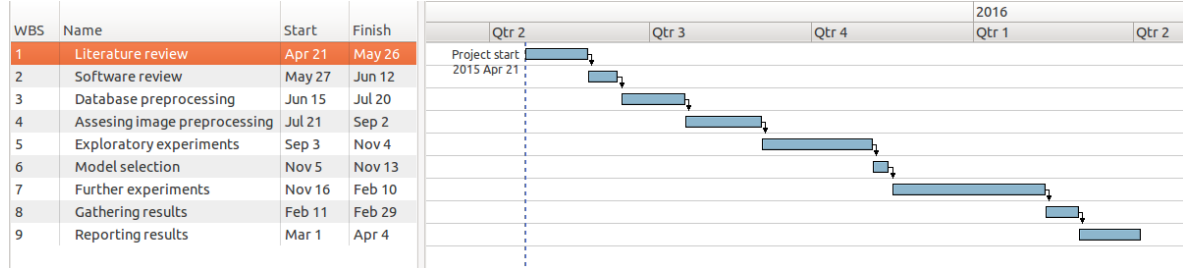 2016
WBS Name Start Finish Qtr 2 Qtr 3 Qtr 4 Qtr 1 Qtr 2
1 Literature review Apr 21 May 26 Project start
2015 Apr 21
2 Software review May 27 Jun 12
3 Database preprocessing Jun 15 Jul 20
4 Assesing image preprocessing Jul 21 Sep 2
5 Exploratory experiments Sep 3 Nov 4
6 Model selection Nov 5 Nov 13
7 Further experiments Nov 16 Feb 10
8 Gathering results Feb 11 Feb 29
9 Reporting results Mar 1 Apr 4